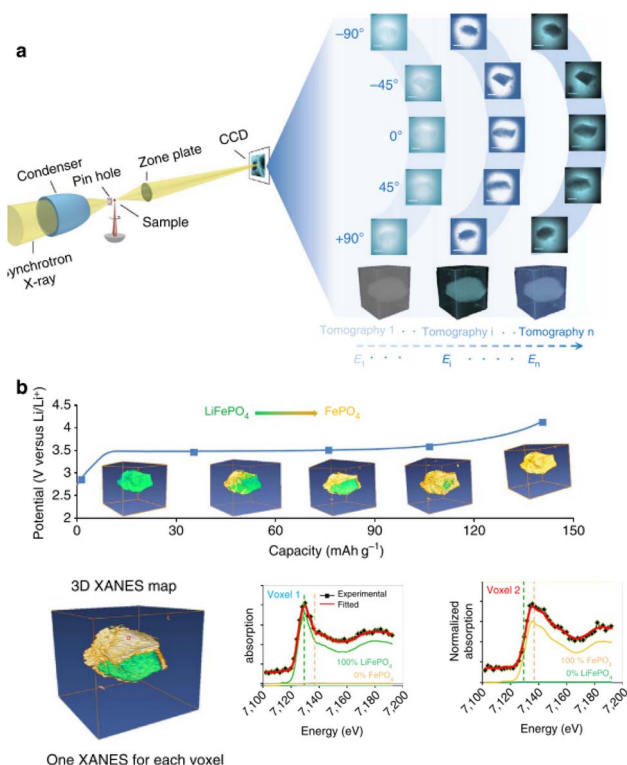 a
Condenser
Pin hole
Zone plate
CCD
Sample
ynchrotron
X-ray
–90°
–45°
0°
45°
+90°
Tomography 1 · · Tomography i · · Tomography n
E1 · · · · Ei · · · · · En
b
Potential (V versus Li/Li+)
4.5
4
3.5
3
2.5
2
LiFePO4
FePO4
0 30 60 90 120 150
Capacity (mAh g–1)
3D XANES map
One XANES for each voxel
absorption
Voxel 1
Experimental
Fitted
100% LiFePO4
0% FePO4
7,100 7,120 7,140 7,160 7,180 7,200
Energy (eV)
Normalized
absorption
Voxel 2
100 % FePO4
0% LiFePO4
7,100 7,120 7,140 7,160 7,180 7,200
Energy (eV)